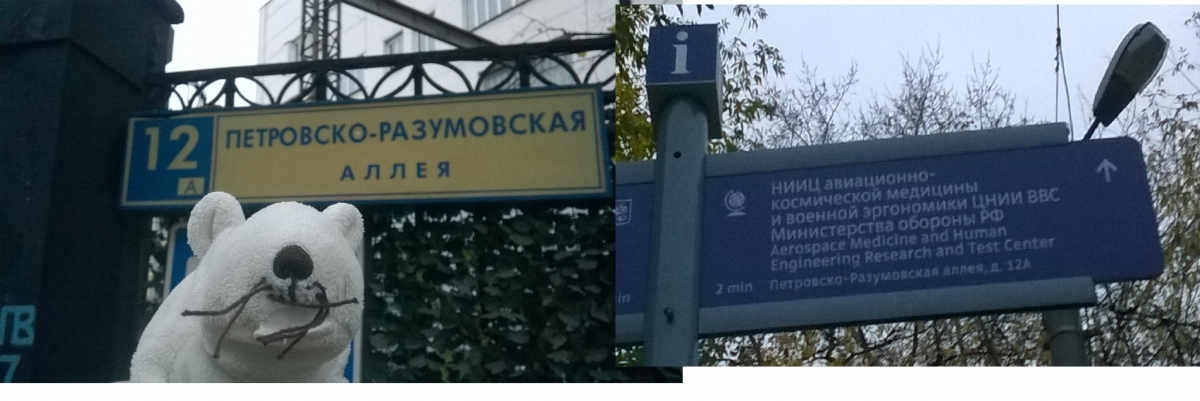 12
А
ПЕТРОВСКО-РАЗУМОВСКАЯ
АЛЛЕЯ
i
НИИЦ авиационно-
космической медицины
и военной эргономики ЦНИИ ВВС
Министерства обороны РФ
Aerospace Medicine and Human
Engineering Research and Test Center
2 min Петровско-Разумовская аллея, д. 12А